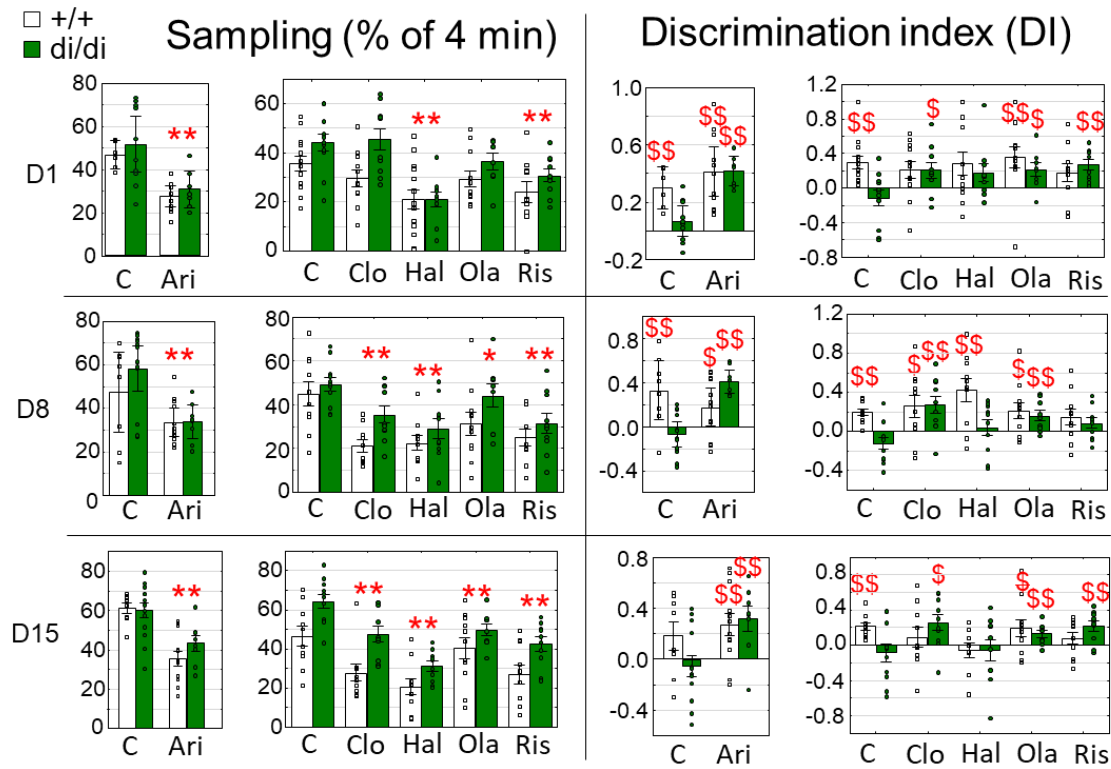 +/+
di/di
Sampling (% of 4 min)
Discrimination index (DI)
D1
80
60
40
20
0
**
C Ari
60
40
20
0
** **
C Clo Hal Ola Ris
1.0
0.6
0.2
-0.2
$$ $$ $$
C Ari
1.2
0.8
0.4
0.0
-0.4
-0.8
$$ $ $$ $ $$
C Clo Hal Ola Ris
D8
80
60
40
20
0
**
C Ari
80
60
40
20
0
** ** * **
C Clo Hal Ola Ris
0.8
0.4
0.0
-0.4
$$ $ $$
C Ari
1.2
0.8
0.4
0.0
-0.4
$$ $ $$ $$ $ $$
C Clo Hal Ola Ris
D15
80
60
40
20
0
**
C Ari
80
60
40
20
0
** ** ** **
C Clo Hal Ola Ris
0.8
0.4
0.0
-0.4
$$ $$
C Ari
0.8
0.4
0.0
-0.4
-0.8
$$ $ $ $$ $$
C Clo Hal Ola Ris